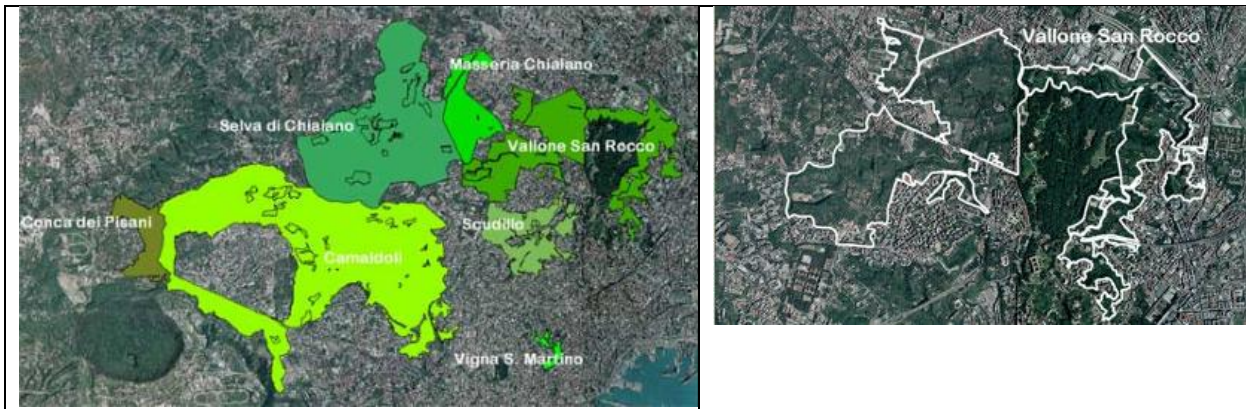 Masseria Chiaiano
Selva di Chiaiano
Vallone San Rocco
Conca dei Pisani
Scudillo
Camaldoli
Vigna S. Martino
Vallone San Rocco